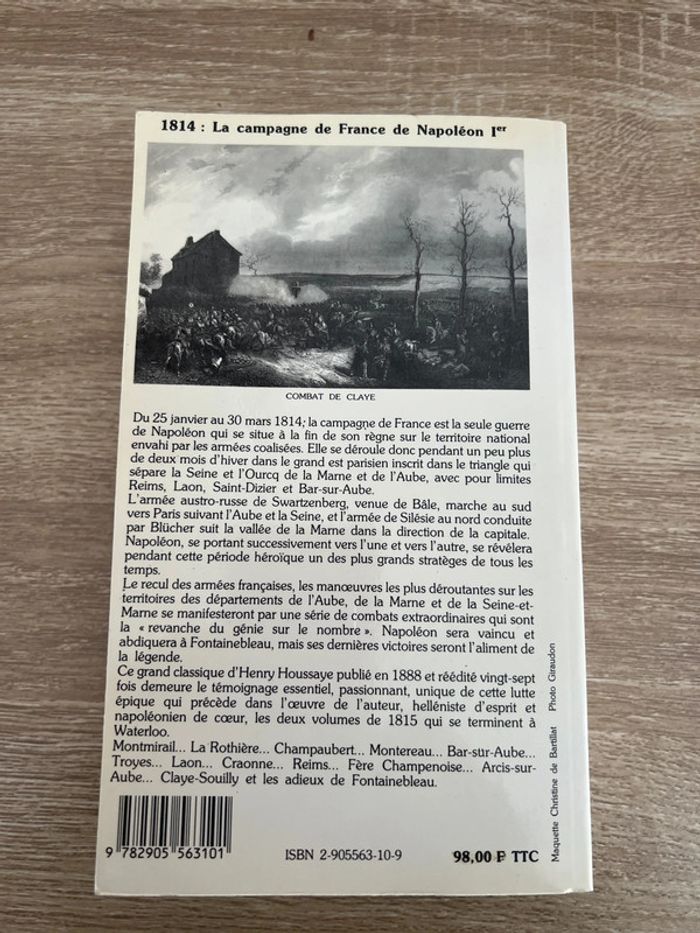 1814 : La campagne de France de Napoléon Ier
COMBAT DE CLAYE
Du 25 janvier au 30 mars 1814; la campagne de France est la seule guerre
de Napoléon qui se situe à la fin de son règne sur le territoire national
envahi par les armées coalisées. Elle se déroule donc pendant un peu plus
de deux mois d'hiver dans le grand est parisien inscrit dans le triangle qui
sépare la Seine et l'Ourcq de la Marne et de l'Aube, avec pour limites
Reims, Laon, Saint-Dizier et Bar-sur-Aube.
L'armée austro-russe de Swartzenberg, venue de Bâle, marche au sud
vers Paris suivant l'Aube et la Seine, et l'armée de Silésie au nord conduite
par Blücher suit la vallée de la Marne dans la direction de la capitale.
Napoléon, se portant successivement vers l'une et vers l'autre, se révélera
pendant cette période héroïque un des plus grands stratèges de tous les
temps.
Le recul des armées françaises, les manœuvres les plus déroutantes sur les
territoires des départements de l'Aube, de la Marne et de la Seine-et-
Marne se manifesteront par une série de combats extraordinaires qui sont
la « revanche du génie sur le nombre ». Napoléon sera vaincu et
abdiquera à Fontainebleau, mais ses dernières victoires seront l'aliment de
la légende.
Ce grand classique d'Henry Houssaye publié en 1888 et réédité vingt-sept
fois demeure le témoignage essentiel, passionnant, unique de cette lutte
épique qui précède dans l'œuvre de l'auteur, helléniste d'esprit et
napoléonien de cœur, les deux volumes de 1815 qui se terminent à
Waterloo.
Montmirail... La Rothière... Champaubert... Montereau... Bar-sur-Aube...
Troyes... Laon... Craonne... Reims... Fère Champenoise... Arcis-sur-
Aube... Claye-Souilly et les adieux de Fontainebleau.
9 782905 563101
ISBN 2-905563-10-9
98,00 F TTC
Maquette Christine de Bartillat Photo Giraudon